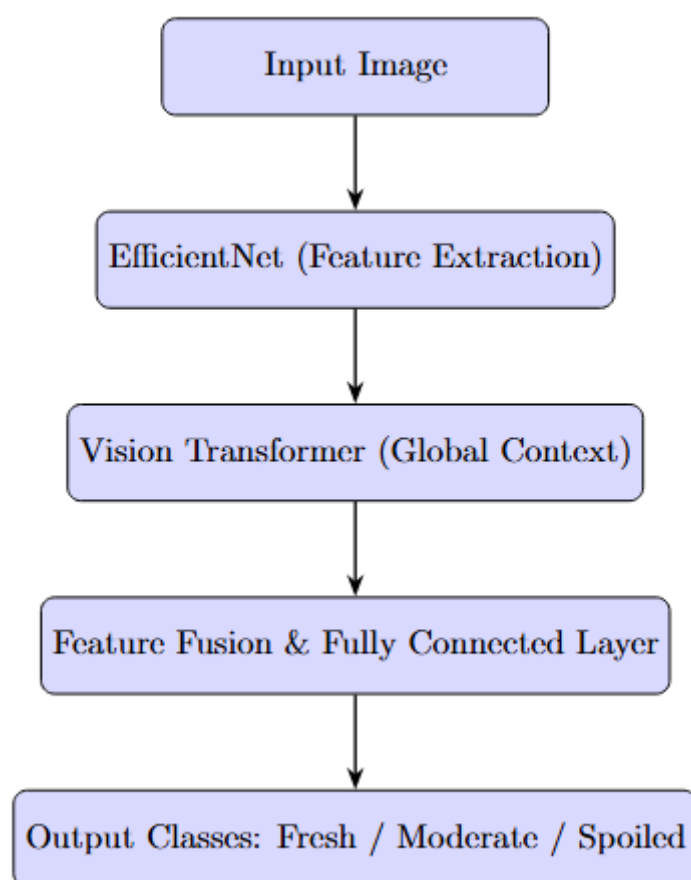 Input Image
EfficientNet (Feature Extraction)
Vision Transformer (Global Context)
Feature Fusion & Fully Connected Layer
Output Classes: Fresh / Moderate / Spoiled